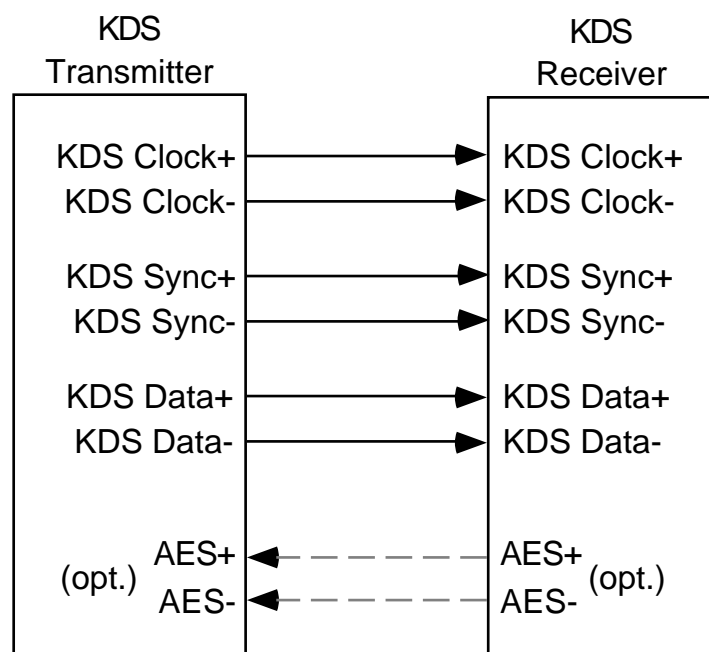 KDS
Transmitter
KDS
Receiver
KDS Clock+
KDS Clock+
KDS Clock-
KDS Clock-
KDS Sync+
KDS Sync+
KDS Sync-
KDS Sync-
KDS Data+
KDS Data+
KDS Data-
KDS Data-
AES+
AES+
(opt.)
(opt.)
AES-
AES-